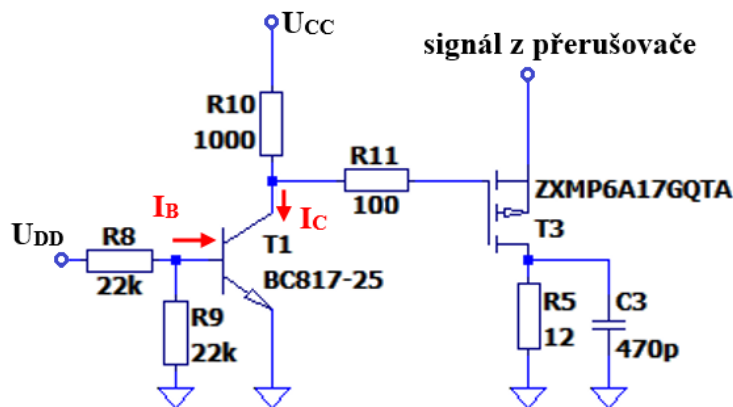 UCC
signál z přerušovače
R10
1000
R11
100
ZXMP6A17GQTA
T3
IB
IC
UDD
R8
22k
T1
BC817-25
R9
22k
R5
12
C3
470p